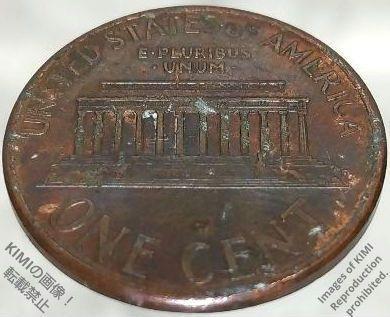 UNITED STATES OF AMERICA
E·PLURIBUS
·UNUM·
ONE CENT
KIMIの画像！
転載禁止
Images of KIMI
Reproduction
prohibited.